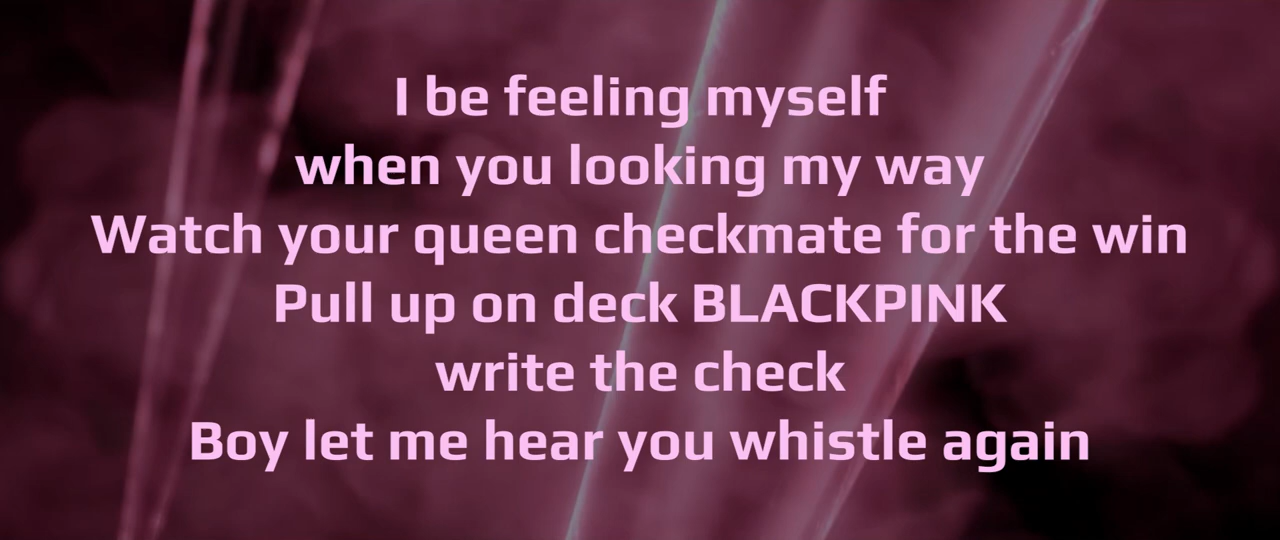 I be feeling myself
when you looking my way
Watch your queen checkmate for the win
Pull up on deck BLACKPINK
write the check
Boy let me hear you whistle again